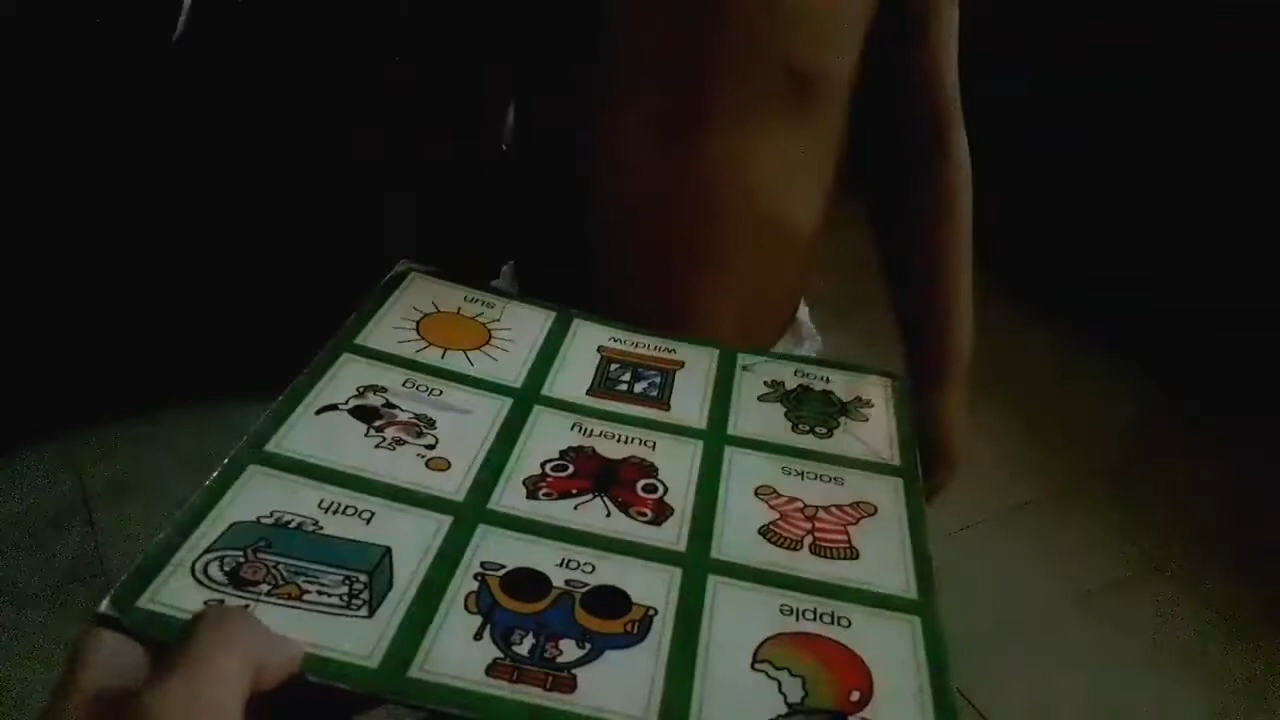 apple
car
bath
socks
butterfly
dog
frog
window
sun